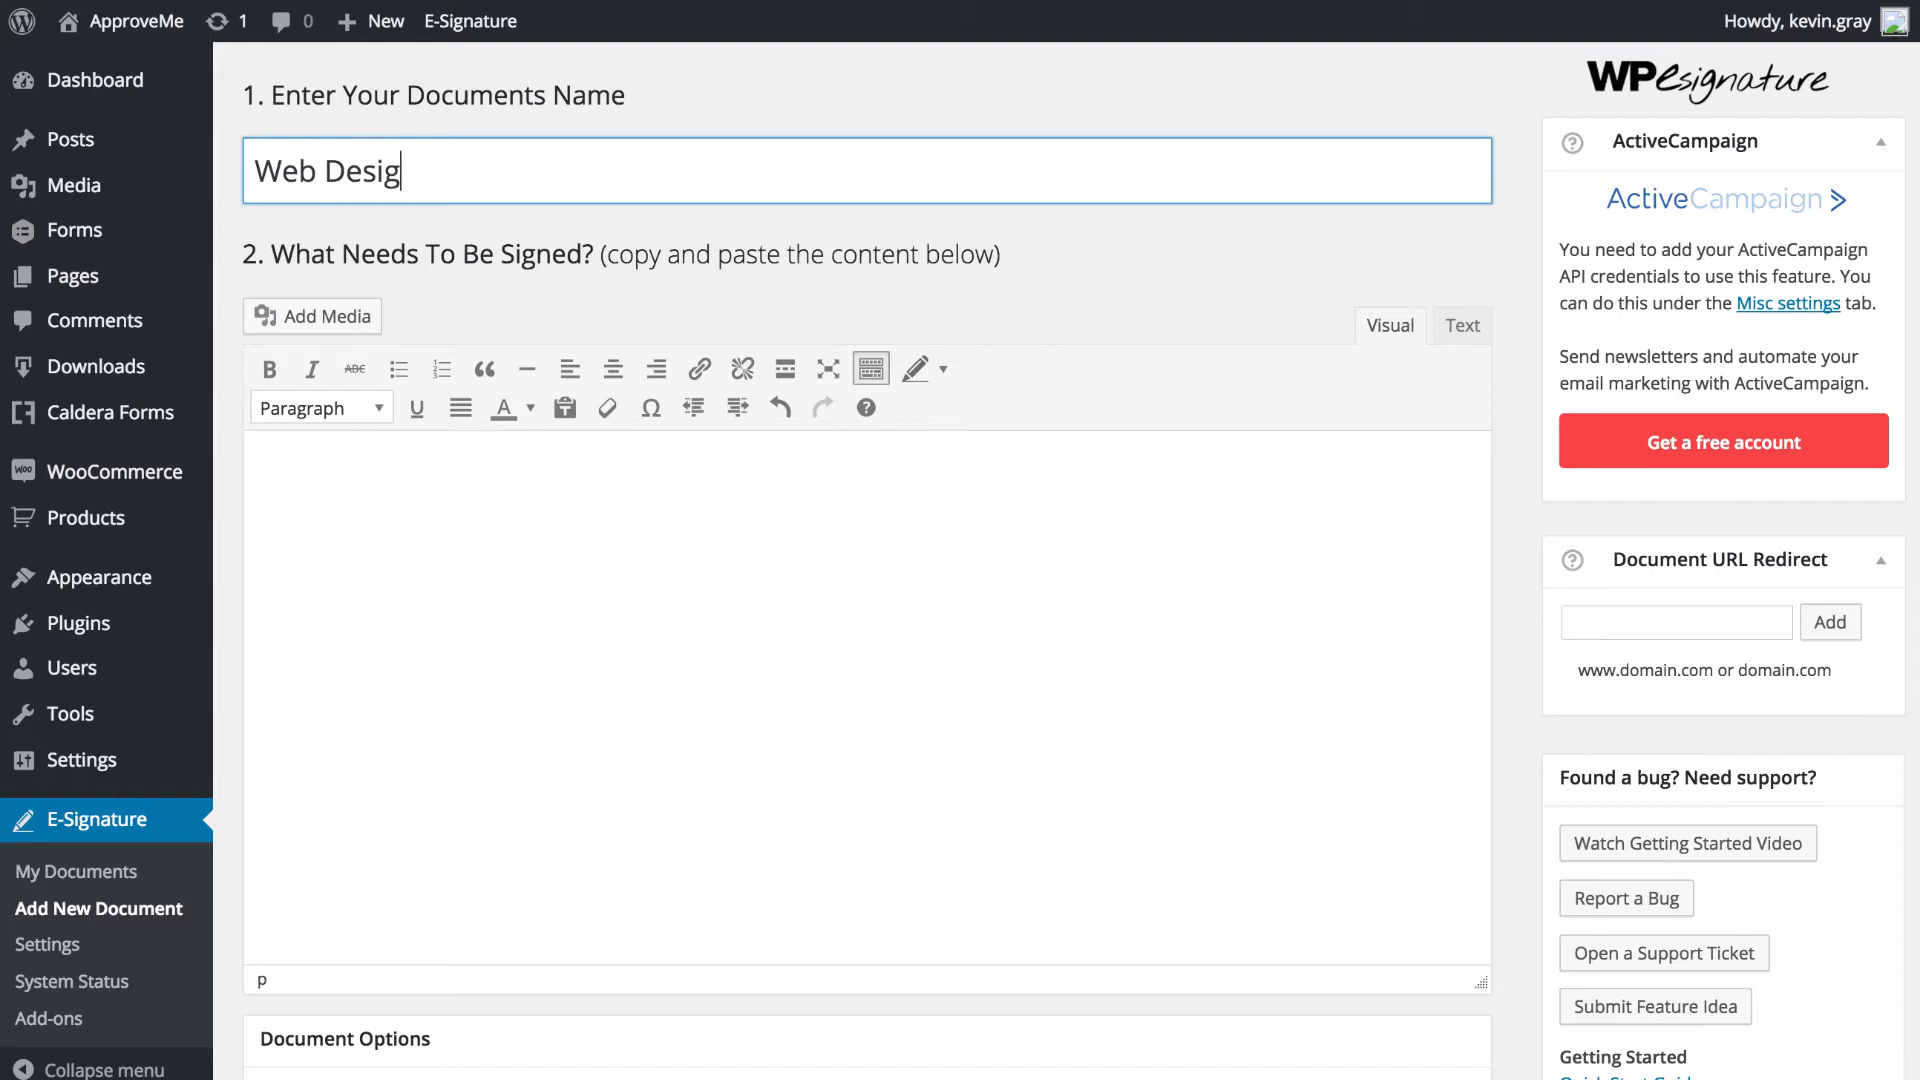 ApproveMe 1 0 New E-Signature Howdy, kevin.gray
Dashboard
Posts
Media
Forms
Pages
Comments
Downloads
Caldera Forms
WooCommerce
Products
Appearance
Plugins
Users
Tools
Settings
E-Signature
My Documents
Add New Document
Settings
System Status
Add-ons
Collapse menu
1. Enter Your Documents Name
Web Desig
2. What Needs To Be Signed? (copy and paste the content below)
Add Media
Visual Text
B I ABC
Paragraph U A Ω
p
Document Options
WPesignature
ActiveCampaign
ActiveCampaign >
You need to add your ActiveCampaign
API credentials to use this feature. You
can do this under the Misc settings tab.
Send newsletters and automate your
email marketing with ActiveCampaign.
Get a free account
Document URL Redirect
Add
www.domain.com or domain.com
Found a bug? Need support?
Watch Getting Started Video
Report a Bug
Open a Support Ticket
Submit Feature Idea
Getting Started